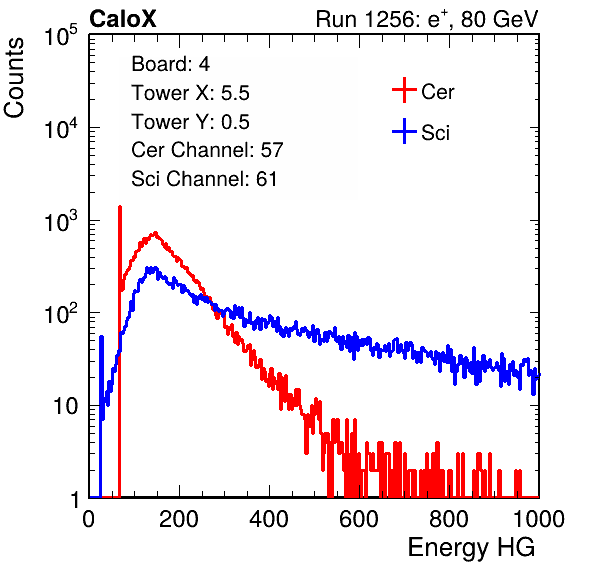 CaloX Run 1256: e⁺, 80 GeV
Counts
Board: 4
Tower X: 5.5
Tower Y: 0.5
Cer Channel: 57
Sci Channel: 61
Cer
Sci
10⁵
10⁴
10³
10²
10
1
0 200 400 600 800 1000
Energy HG